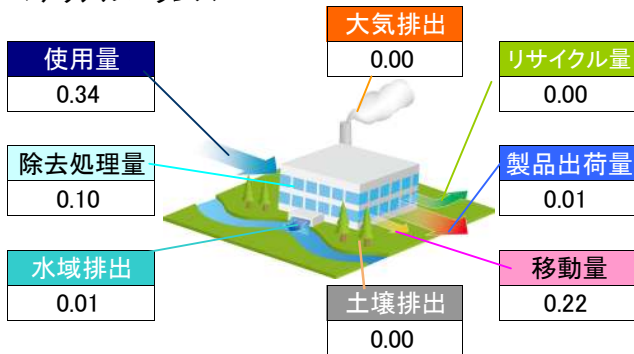 大気排出
0.00
使用量
0.34
リサイクル量
0.00
除去処理量
0.10
製品出荷量
0.01
水域排出
0.01
移動量
0.22
土壌排出
0.00